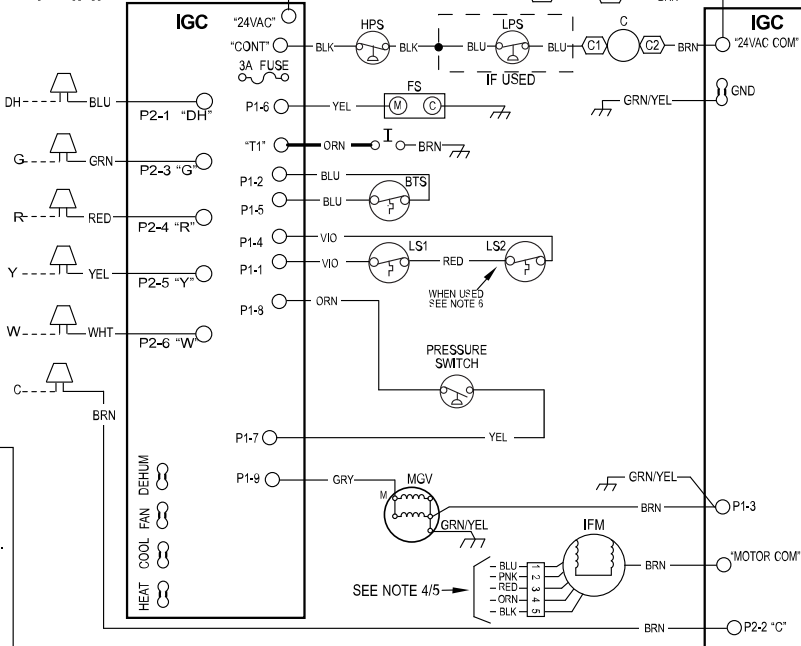 BRN
IGC
"24VAC"
HPS
LPS
C
IGC
"CONT"
BLK
BLK
BLU
BLU
C1
C2
BRN
"24VAC COM"
3A FUSE
IF USED
FS
DH
BLU
P2-1 "DH"
P1-6
YEL
M
C
GRN/YEL
GND
"T1"
ORN
BRN
G
GRN
P2-3 "G"
P1-2
BLU
BTS
P1-5
BLU
R
RED
P2-4 "R"
P1-4
VIO
LS1
LS2
P1-1
VIO
RED
Y
YEL
P2-5 "Y"
WHEN USED
SEE NOTE 6
P1-8
ORN
W
WHT
P2-6 "W"
PRESSURE
SWITCH
C
BRN
P1-7
YEL
DEHUM
P1-9
GRY
M
MGV
GRN/YEL
BRN
P1-3
FAN
GRN/YEL
IFM
COOL
"MOTOR COM"
BRN
SEE NOTE 4/5
BLU 1
PNK 2
RED 3
ORN 4
BLK 5
HEAT
BRN
P2-2 "C"